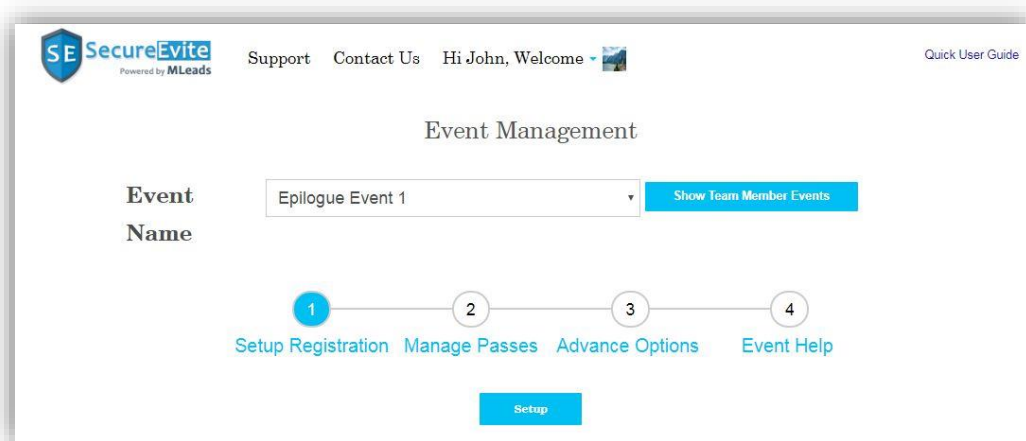 SE SecureEvite
Powered by MLeads
Support Contact Us Hi John, Welcome
Quick User Guide
Event Management
Event Name
Epilogue Event 1
Show Team Member Events
1 2 3 4
Setup Registration Manage Passes Advance Options Event Help
Setup